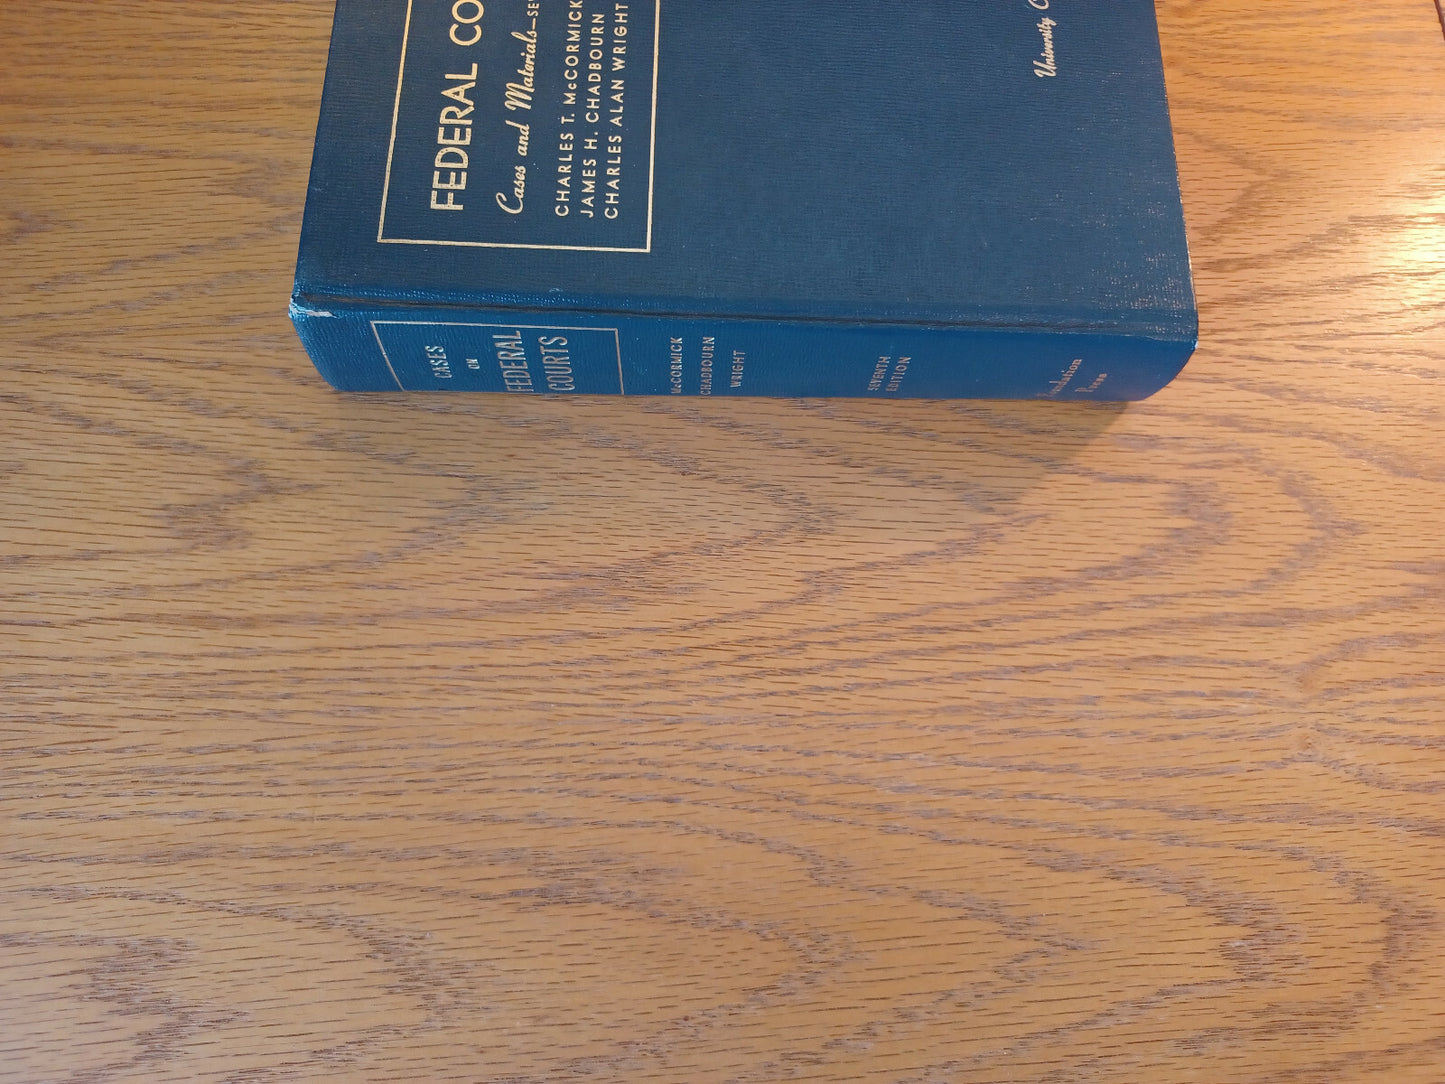 FEDERAL CO
Cases and Materials—SE
CHARLES T. McCORMICK
JAMES H. CHADBOURN
CHARLES ALAN WRIGHT
University C
CASES
ON
FEDERAL
COURTS
McCORMICK
CHADBOURN
WRIGHT
SEVENTH
EDITION
Foundation
Press